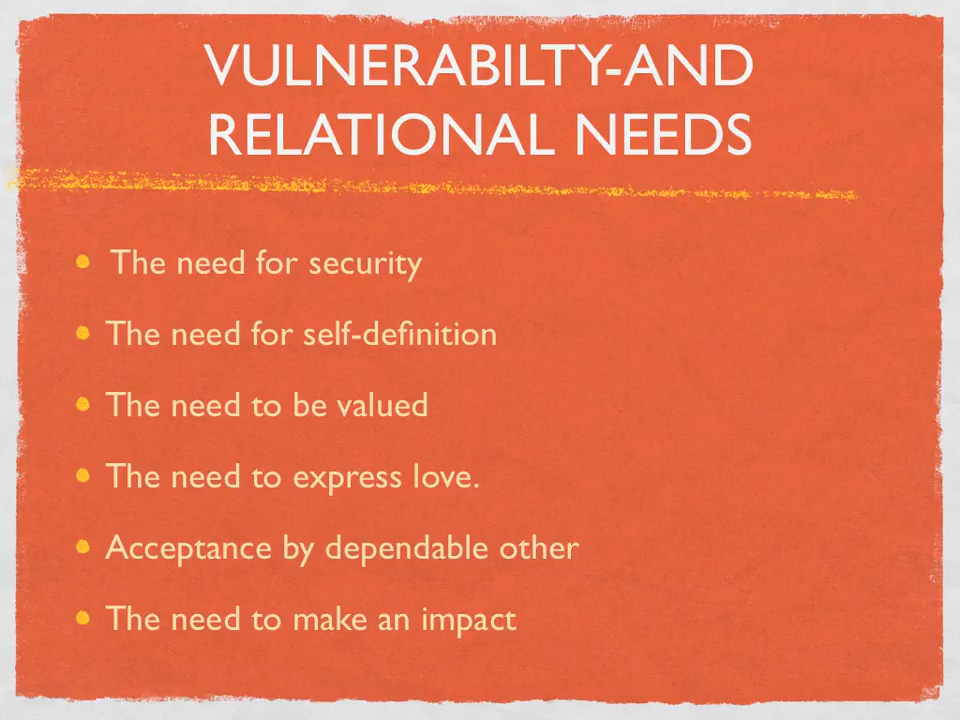 VULNERABILTY-AND
RELATIONAL NEEDS
• The need for security
• The need for self-definition
• The need to be valued
• The need to express love.
• Acceptance by dependable other
• The need to make an impact